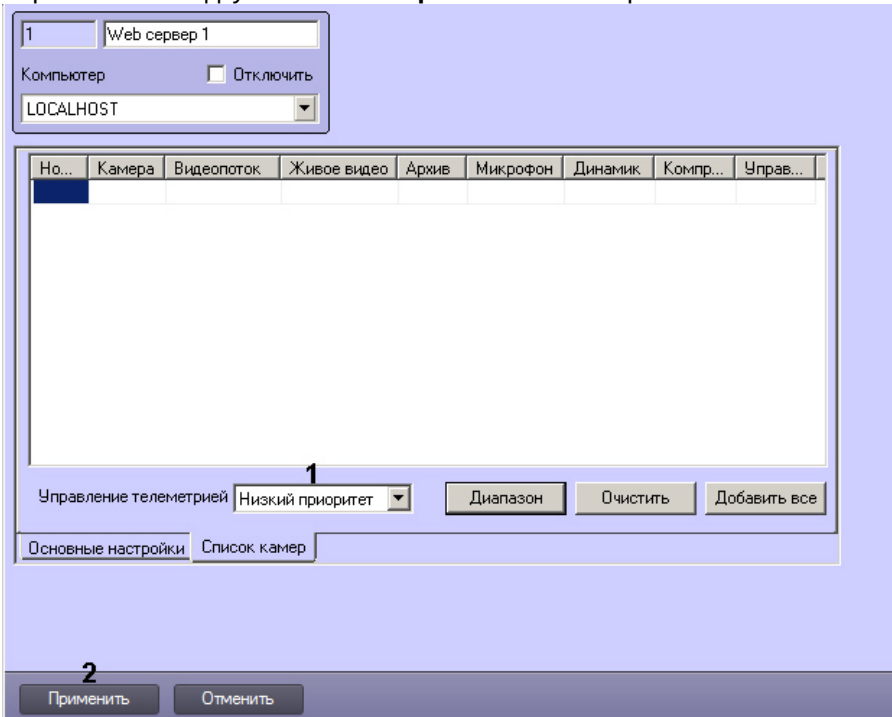 1 Web сервер 1
Компьютер Отключить
LOCALHOST
Но... Камера Видеопоток Живое видео Архив Микрофон Динамик Компр... Управ...
1
Управление телеметрией Низкий приоритет Диапазон Очистить Добавить все
Основные настройки Список камер
2
Применить Отменить